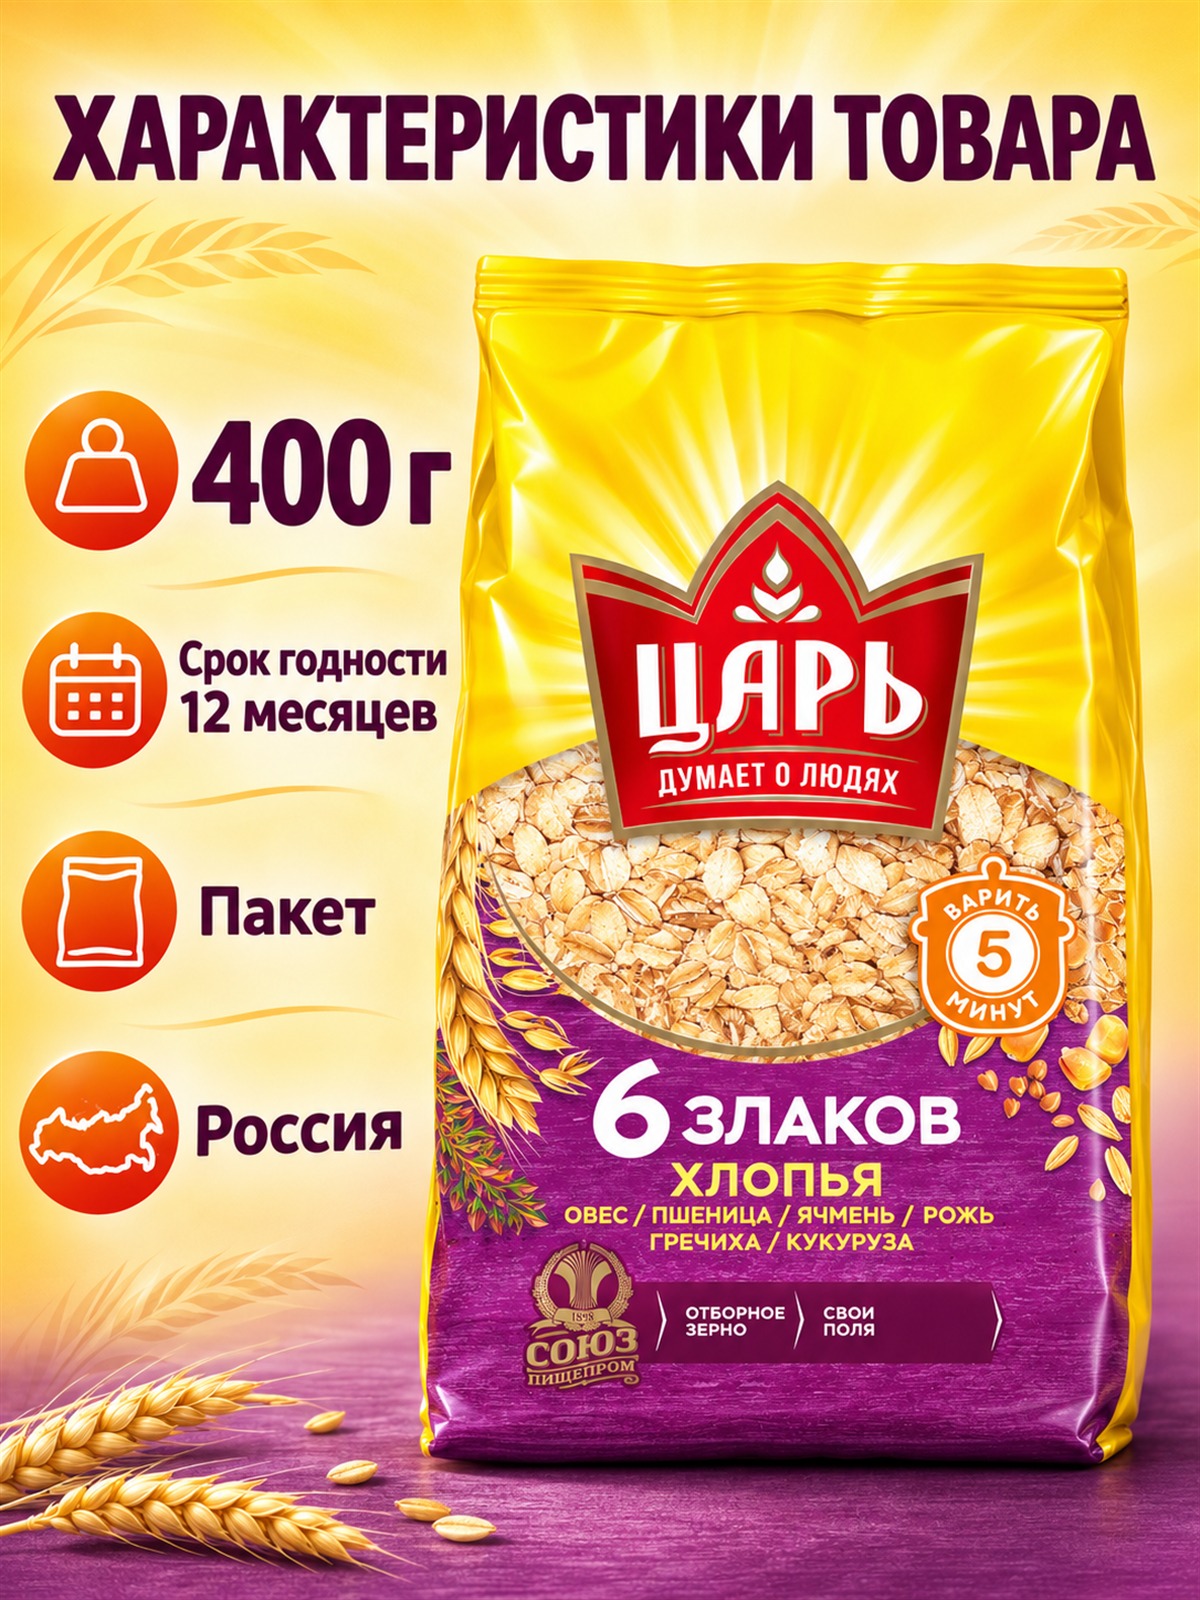 ХАРАКТЕРИСТИКИ ТОВАРА
400 г
Срок годности
12 месяцев
Пакет
Россия
ЦАРЬ
ДУМАЕТ О ЛЮДЯХ
ВАРИТЬ
5
МИНУТ
6 ЗЛАКОВ
ХЛОПЬЯ
ОВЕС / ПШЕНИЦА / ЯЧМЕНЬ / РОЖЬ
ГРЕЧИХА / КУКУРУЗА
1898
СОЮЗ
ПИЩЕПРОМ
ОТБОРНОЕ
ЗЕРНО
СВОИ
ПОЛЯ